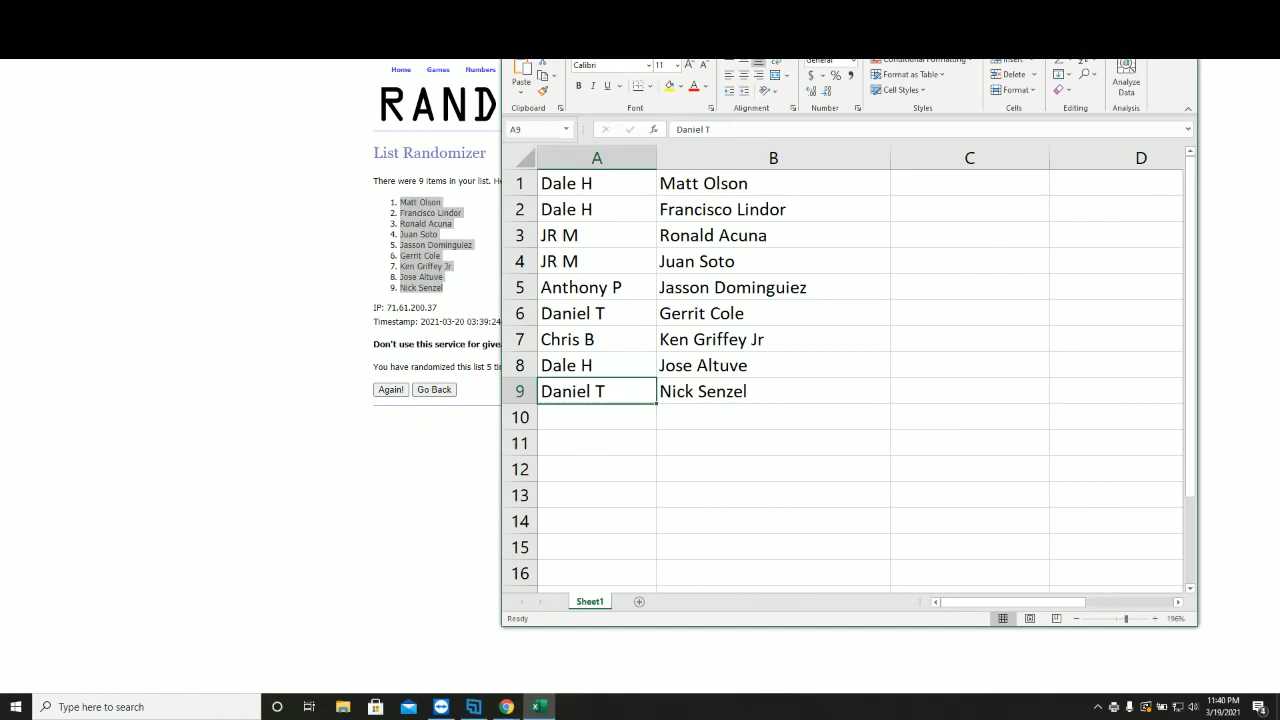 Home Games Numbers
RAND
List Randomizer
There were 9 items in your list. He
1. Matt Olson
2. Francisco Lindor
3. Ronald Acuna
4. Juan Soto
5. Jasson Dominguiez
6. Gerrit Cole
7. Ken Griffey Jr
8. Jose Altuve
9. Nick Senzel
IP: 71.61.200.37
Timestamp: 2021-03-20 03:39:24
Don't use this service for give
You have randomized this list 5 ti
Again! Go Back
Calibri 11 General Conditional Formatting Insert
Paste B I U $ % Format as Table Delete Analyze
Cell Styles Format Data
Clipboard Font Alignment Number Styles Cells Editing Analysis
A9 fx Daniel T
A B C D
1 Dale H Matt Olson
2 Dale H Francisco Lindor
3 JR M Ronald Acuna
4 JR M Juan Soto
5 Anthony P Jasson Dominguiez
6 Daniel T Gerrit Cole
7 Chris B Ken Griffey Jr
8 Dale H Jose Altuve
9 Daniel T Nick Senzel
10
11
12
13
14
15
16
Sheet1
Ready 196%
Type here to search
11:40 PM
3/19/2021
4